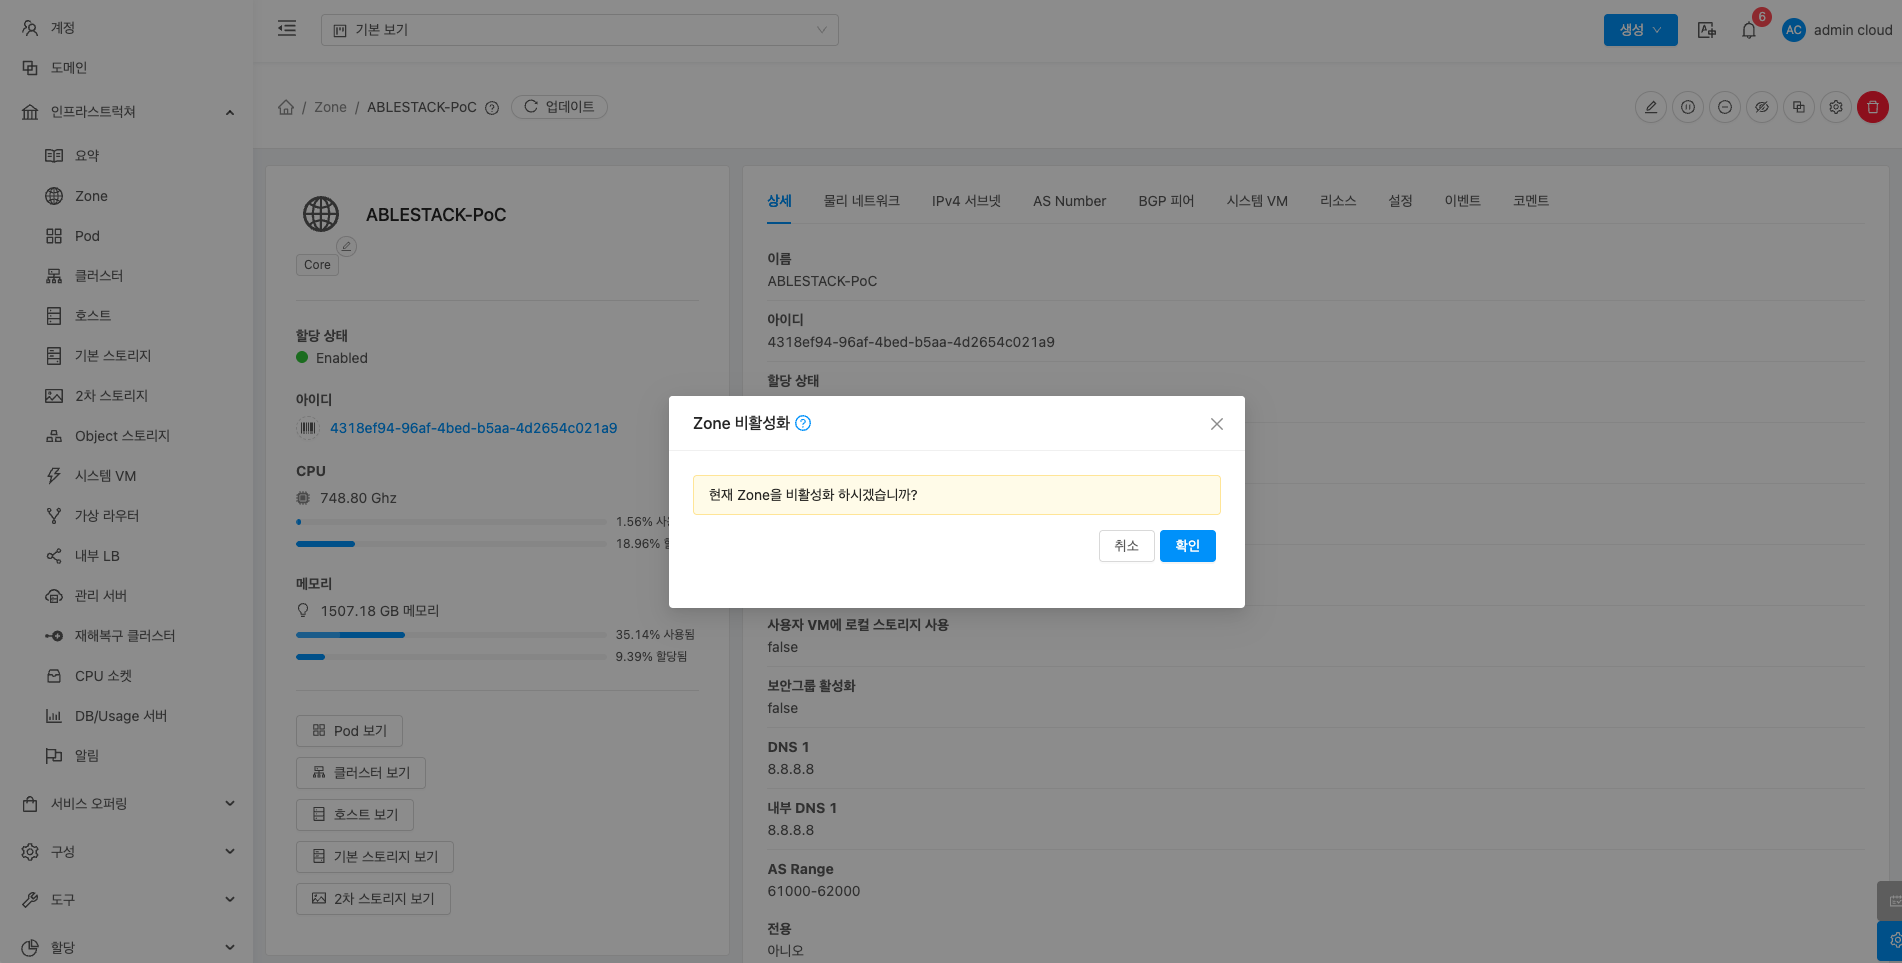 계정
도메인
인프라스트럭쳐
요약
Zone
Pod
클러스터
호스트
기본 스토리지
2차 스토리지
Object 스토리지
시스템 VM
가상 라우터
내부 LB
관리 서버
재해복구 클러스터
CPU 소켓
DB/Usage 서버
알림
서비스 오퍼링
구성
도구
할당
기본 보기
생성
6
AC
admin cloud
/ Zone / ABLESTACK-PoC
업데이트
ABLESTACK-PoC
Core
할당 상태
Enabled
아이디
4318ef94-96af-4bed-b5aa-4d2654c021a9
CPU
748.80 Ghz
1.56%
18.96%
메모리
1507.18 GB 메모리
35.14% 사용됨
9.39% 할당됨
Pod 보기
클러스터 보기
호스트 보기
기본 스토리지 보기
2차 스토리지 보기
상세 물리 네트워크 IPv4 서브넷 AS Number BGP 피어 시스템 VM 리소스 설정 이벤트 코멘트
이름
ABLESTACK-PoC
아이디
4318ef94-96af-4bed-b5aa-4d2654c021a9
할당 상태
Zone 비활성화
현재 Zone을 비활성화 하시겠습니까?
취소
확인
사용자 VM에 로컬 스토리지 사용
false
보안그룹 활성화
false
DNS 1
8.8.8.8
내부 DNS 1
8.8.8.8
AS Range
61000-62000
전용
아니오